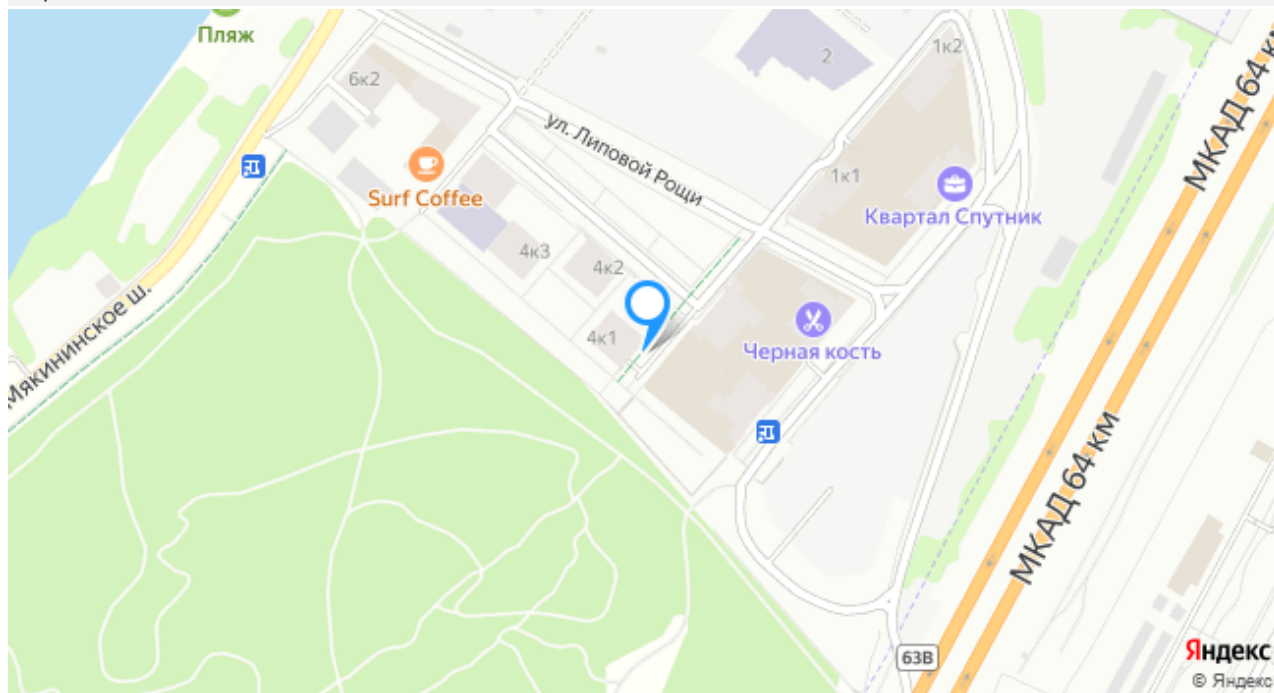 Пляж
6к2
2
1к2
МКАД 64 км
ул. Липовой Рощи
1к1
Surf Coffee
Квартал Спутник
4к3
4к2
Мякининское ш.
4к1
Черная кость
МКАД 64 км
63В
Яндекс
© Яндекс